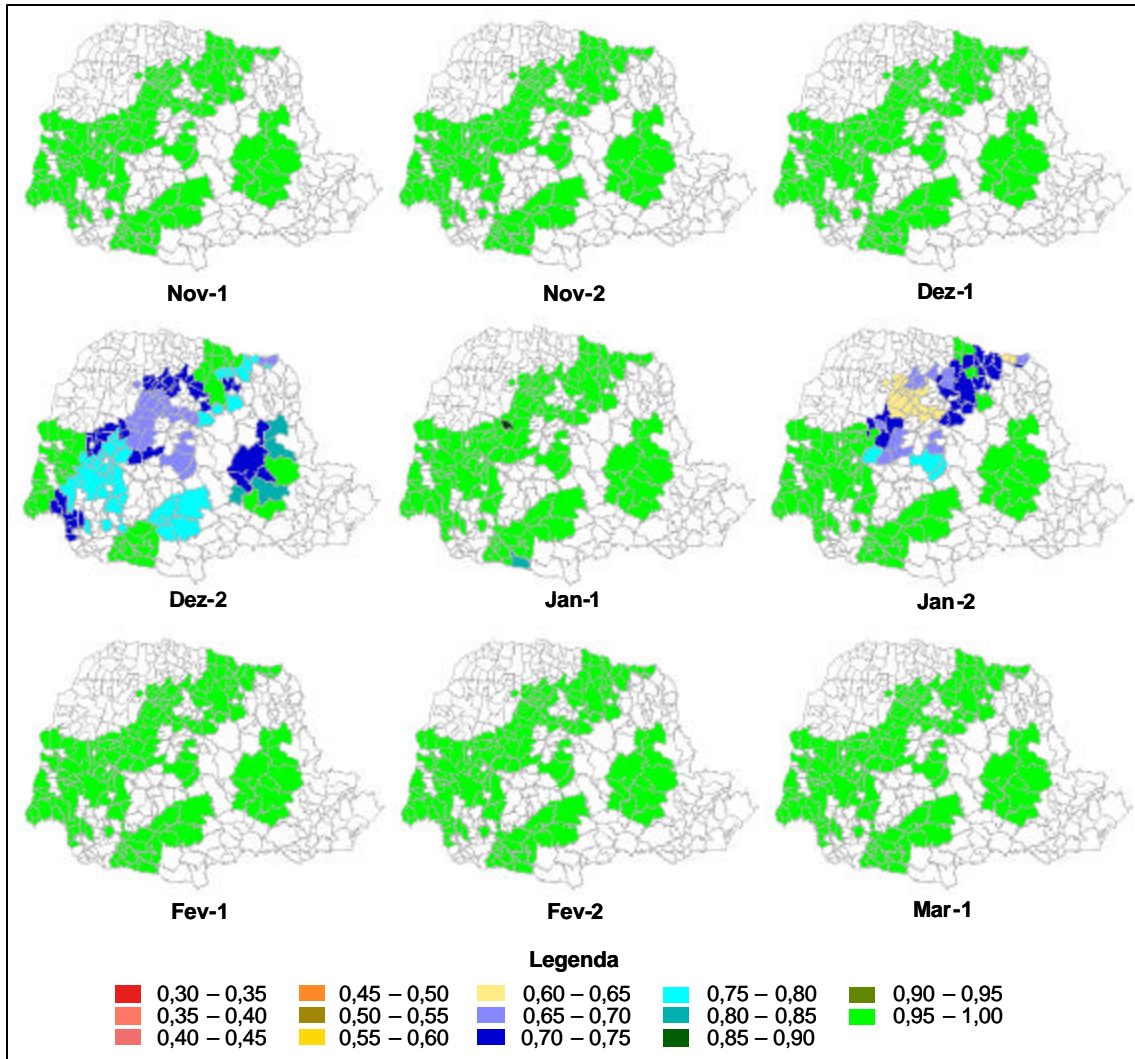 Nov-1
Nov-2
Dez-1
Dez-2
Jan-1
Jan-2
Fev-1
Fev-2
Mar-1
Legenda
0,30 – 0,35
0,45 – 0,50
0,60 – 0,65
0,75 – 0,80
0,90 – 0,95
0,35 – 0,40
0,50 – 0,55
0,65 – 0,70
0,80 – 0,85
0,95 – 1,00
0,40 – 0,45
0,55 – 0,60
0,70 – 0,75
0,85 – 0,90